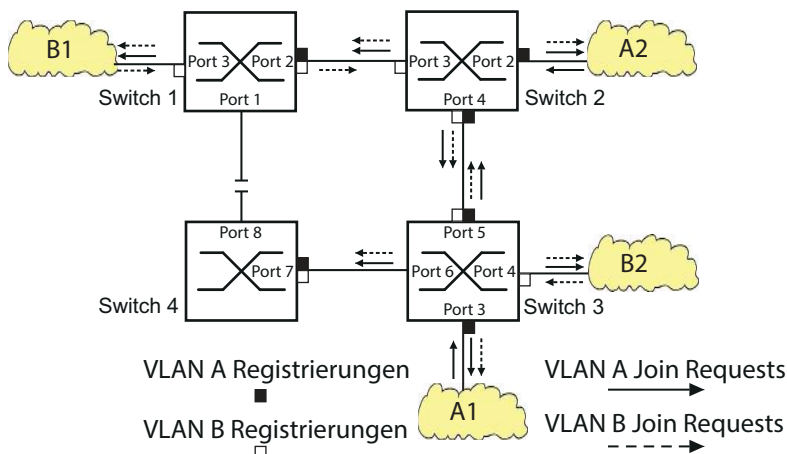 B1
Port 3
Port 2
Port 1
Switch 1
Port 3
Port 2
Port 4
Switch 2
A2
Port 8
Port 7
Switch 4
Port 5
Port 6
Port 4
Port 3
Switch 3
B2
A1
VLAN A Registrierungen
VLAN B Registrierungen
VLAN A Join Requests
VLAN B Join Requests